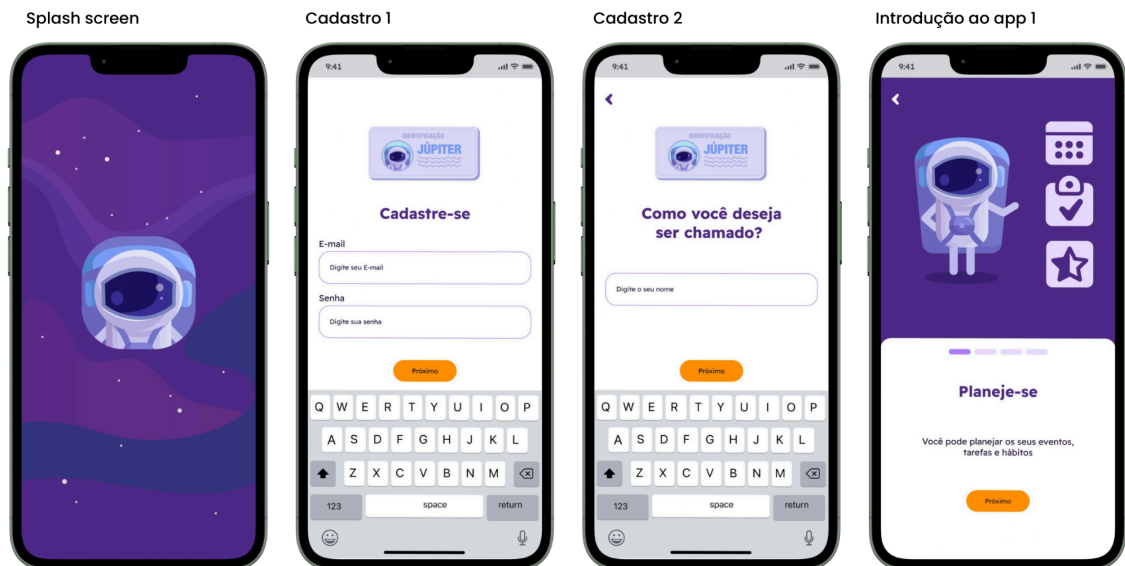 Splash screen
Cadastro 1
9:41
IDENTIFICAÇÃO
JÚPITER
Cadastre-se
E-mail
Digite seu E-mail
Senha
Digite sua senha
Próximo
Q W E R T Y U I O P
A S D F G H J K L
Z X C V B N M
123 space return
Cadastro 2
9:41
IDENTIFICAÇÃO
JÚPITER
Como você deseja
ser chamado?
Digite o seu nome
Próximo
Q W E R T Y U I O P
A S D F G H J K L
Z X C V B N M
123 space return
Introdução ao app 1
9:41
Planeje-se
Você pode planejar os seus eventos,
tarefas e hábitos
Próximo